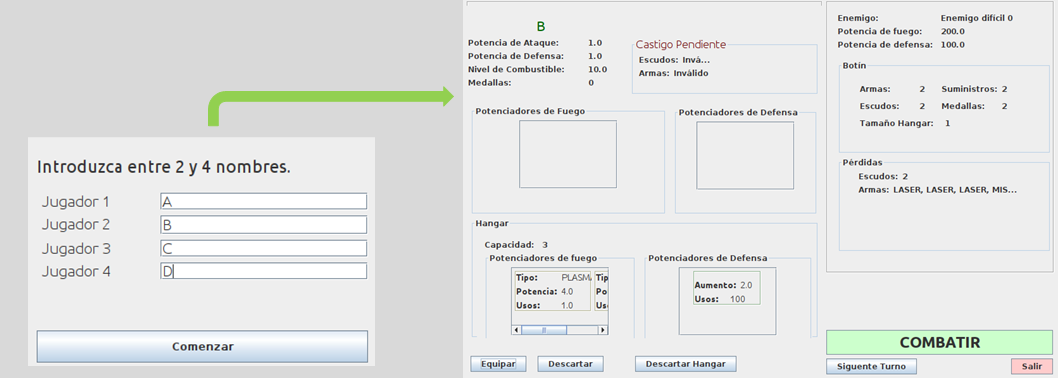 Introduzca entre 2 y 4 nombres.
Jugador 1 A
Jugador 2 B
Jugador 3 C
Jugador 4 D
Comenzar
B
Potencia de Ataque: 1.0
Potencia de Defensa: 1.0
Nivel de Combustible: 10.0
Medallas: 0
Castigo Pendiente
Escudos: Invá...
Armas: Inválido
Potenciadores de Fuego
Potenciadores de Defensa
Hangar
Capacidad: 3
Potenciadores de fuego
Tipo: PLASMA Tip
Potencia: 4.0 Po
Usos: 1.0 Us
Potenciadores de Defensa
Aumento: 2.0
Usos: 100
Equipar
Descartar
Descartar Hangar
Enemigo: Enemigo difícil 0
Potencia de fuego: 200.0
Potencia de defensa: 100.0
Botín
Armas: 2 Suministros: 2
Escudos: 2 Medallas: 2
Tamaño Hangar: 1
Pérdidas
Escudos: 2
Armas: LASER, LASER, LASER, MIS...
COMBATIR
Siguente Turno
Salir